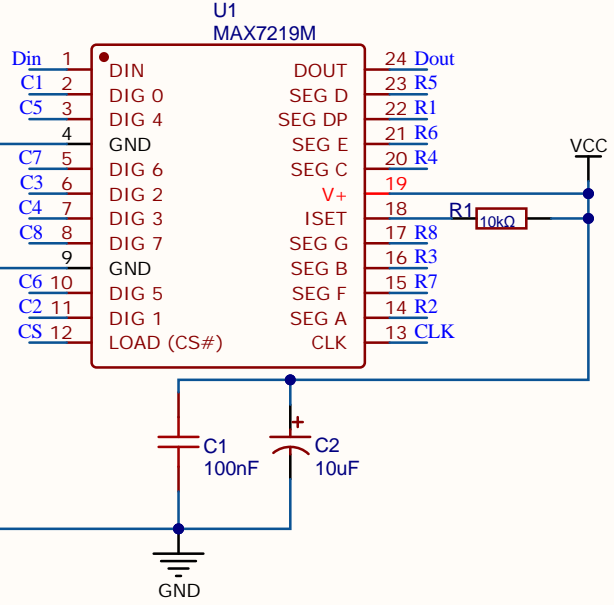 U1
MAX7219M
Din 1 DIN DOUT 24 Dout
C1 2 DIG 0 SEG D 23 R5
C5 3 DIG 4 SEG DP 22 R1
4 GND SEG E 21 R6
C7 5 DIG 6 SEG C 20 R4
C3 6 DIG 2 V+ 19
C4 7 DIG 3 ISET 18
C8 8 DIG 7 SEG G 17 R8
9 GND SEG B 16 R3
C6 10 DIG 5 SEG F 15 R7
C2 11 DIG 1 SEG A 14 R2
CS 12 LOAD (CS#) CLK 13 CLK
VCC
R1 10kΩ
C1
100nF
+
C2
10uF
GND